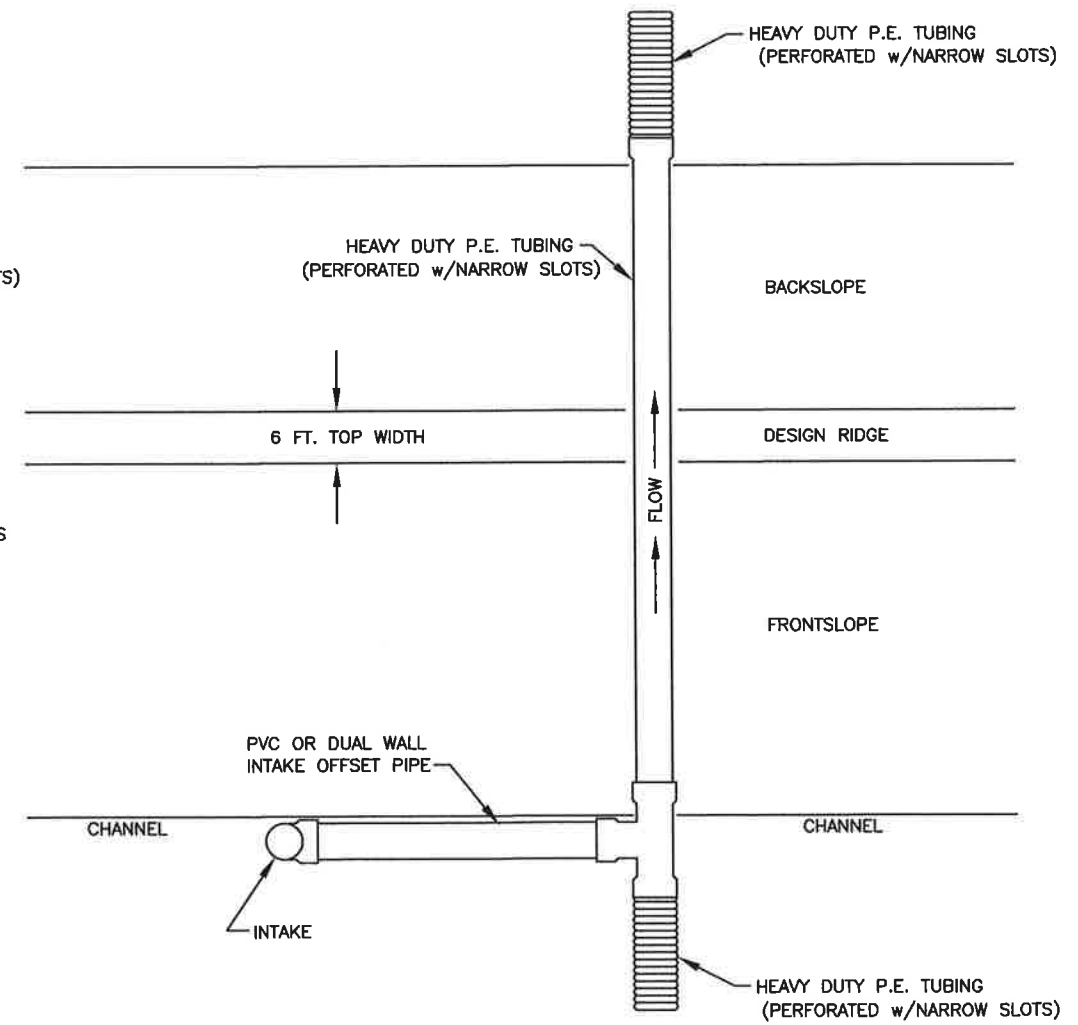 HEAVY DUTY P.E. TUBING
(PERFORATED w/NARROW SLOTS)
HEAVY DUTY P.E. TUBING
(PERFORATED w/NARROW SLOTS)
BACKSLOPE
6 FT. TOP WIDTH
DESIGN RIDGE
FLOW
FRONTSLOPE
PVC OR DUAL WALL
INTAKE OFFSET PIPE
CHANNEL
CHANNEL
INTAKE
HEAVY DUTY P.E. TUBING
(PERFORATED w/NARROW SLOTS)